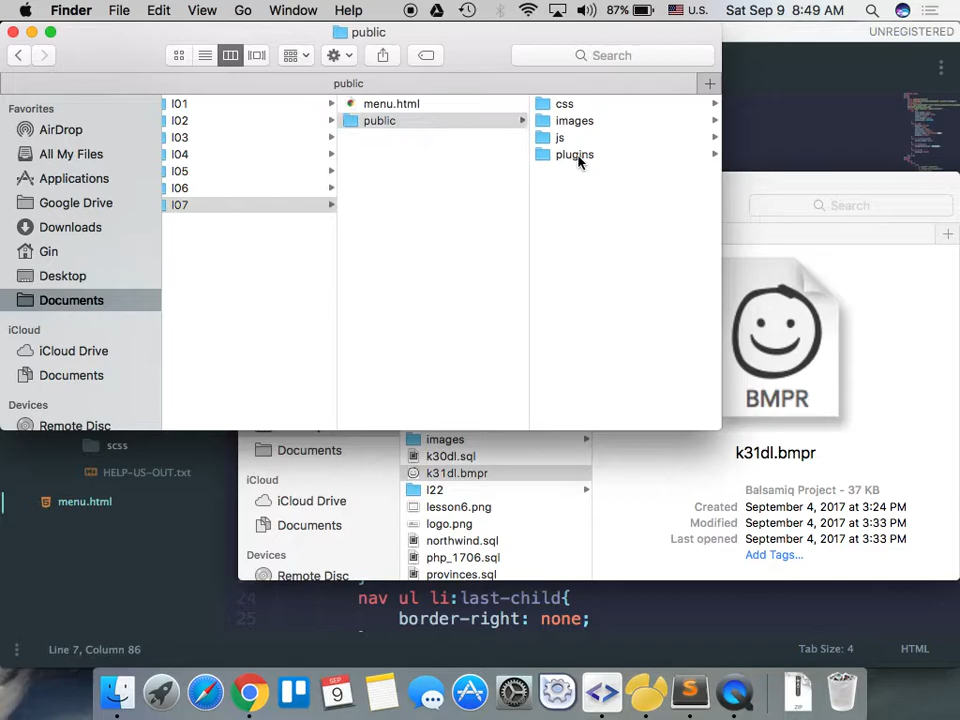 Finder File Edit View Go Window Help 87% U.S. Sat Sep 9 8:49 AM
public
UNREGISTERED
Search
public
Favorites
AirDrop
All My Files
Applications
Google Drive
Downloads
Gin
Desktop
Documents
iCloud
iCloud Drive
Documents
Devices
Remote Disc
l01
l02
l03
l04
l05
l06
l07
menu.html
public
css
images
js
plugins
Search
BMPR
k31dl.bmpr
Balsamiq Project - 37 KB
Created September 4, 2017 at 3:24 PM
Modified September 4, 2017 at 3:33 PM
Last opened September 4, 2017 at 3:33 PM
Add Tags...
Documents
iCloud
iCloud Drive
Documents
Devices
Remote Disc
images
k30dl.sql
k31dl.bmpr
l22
lesson6.png
logo.png
northwind.sql
php_1706.sql
provinces.sql
scss
HELP-US-OUT.txt
menu.html
24 nav ul li:last-child{
25 border-right: none;
Line 7, Column 86 Tab Size: 4 HTML
SEP
9
ZIP